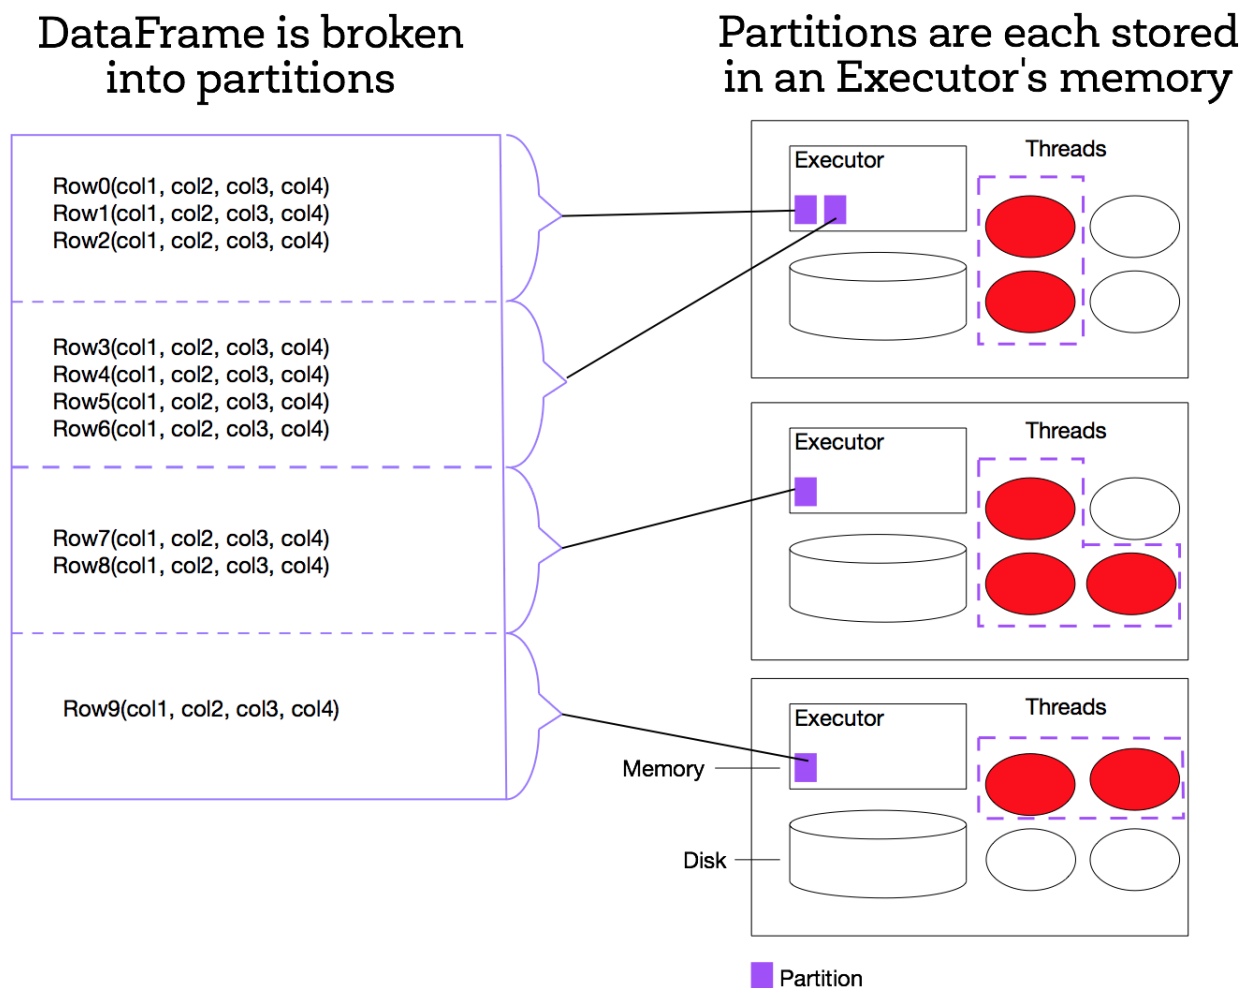 DataFrame is broken
into partitions
Partitions are each stored
in an Executor's memory
Row0(col1, col2, col3, col4)
Row1(col1, col2, col3, col4)
Row2(col1, col2, col3, col4)
Row3(col1, col2, col3, col4)
Row4(col1, col2, col3, col4)
Row5(col1, col2, col3, col4)
Row6(col1, col2, col3, col4)
Row7(col1, col2, col3, col4)
Row8(col1, col2, col3, col4)
Row9(col1, col2, col3, col4)
Executor
Threads
Executor
Threads
Executor
Threads
Memory
Disk
Partition